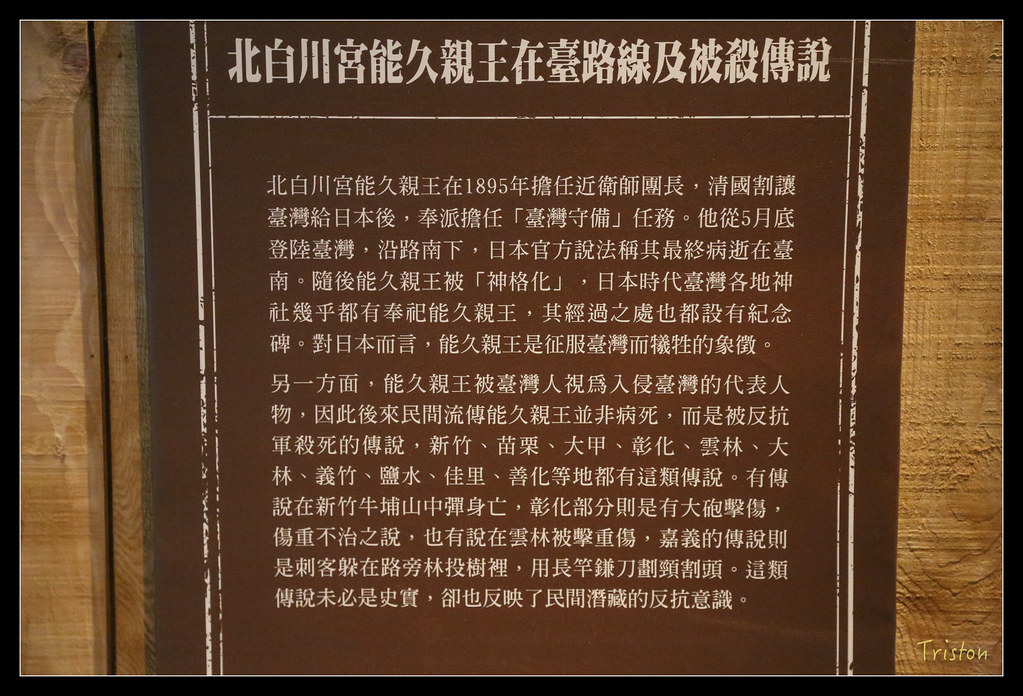 北白川宮能久親王在臺路線及被殺傳說
北白川宮能久親王在1895年擔任近衛師團長，清國割讓
臺灣給日本後，奉派擔任「臺灣守備」任務。他從5月底
登陸臺灣，沿路南下，日本官方說法稱其最終病逝在臺
南。隨後能久親王被「神格化」，日本時代臺灣各地神
社幾乎都有奉祀能久親王，其經過之處也都設有紀念
碑。對日本而言，能久親王是征服臺灣而犧牲的象徵。
另一方面，能久親王被臺灣人視爲入侵臺灣的代表人
物，因此後來民間流傳能久親王並非病死，而是被反抗
軍殺死的傳說，新竹、苗栗、大甲、彰化、雲林、大
林、義竹、鹽水、佳里、善化等地都有這類傳說。有傳
說在新竹牛埔山中彈身亡，彰化部分則是有大砲擊傷，
傷重不治之說，也有說在雲林被擊重傷，嘉義的傳說則
是刺客躲在路旁林投樹裡，用長竿鎌刀劃頸割頭。這類
傳說未必是史實，卻也反映了民間潛藏的反抗意識。
Triston